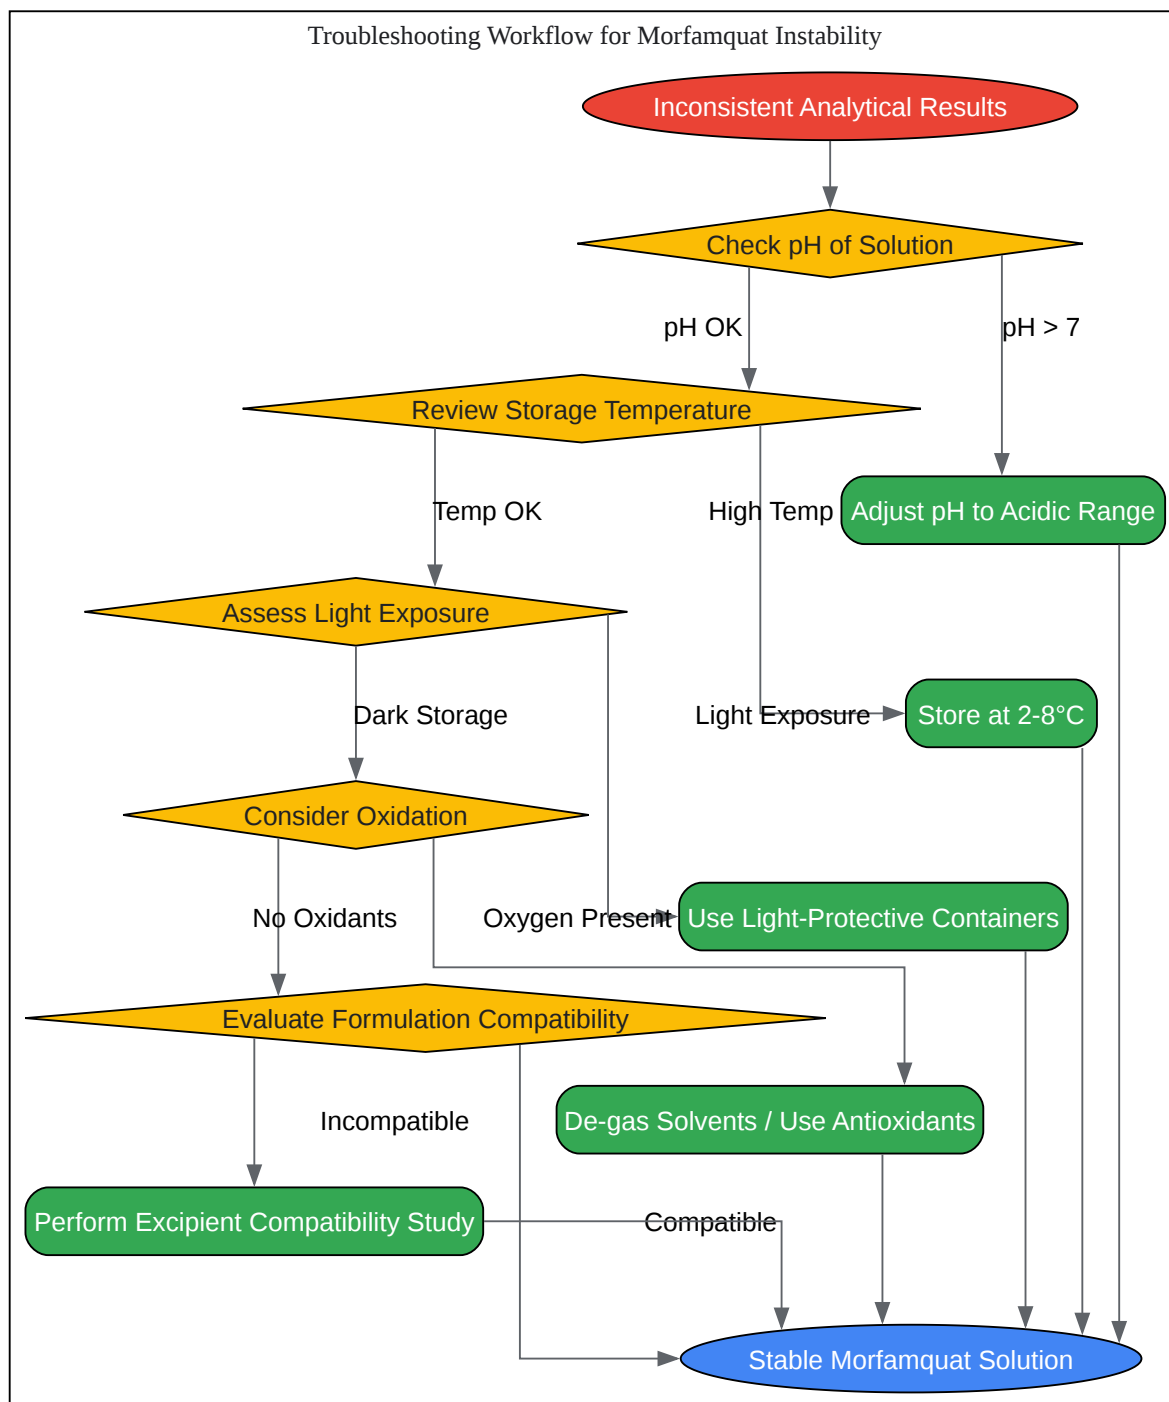 Troubleshooting Workflow for Morfamquat Instability
Inconsistent Analytical Results
Check pH of Solution
pH OK
pH > 7
Review Storage Temperature
Temp OK
High Temp
Adjust pH to Acidic Range
Assess Light Exposure
Dark Storage
Light Exposure
Store at 2-8°C
Consider Oxidation
No Oxidants
Oxygen Present
Use Light-Protective Containers
Evaluate Formulation Compatibility
Incompatible
De-gas Solvents / Use Antioxidants
Perform Excipient Compatibility Study
Compatible
Stable Morfamquat Solution